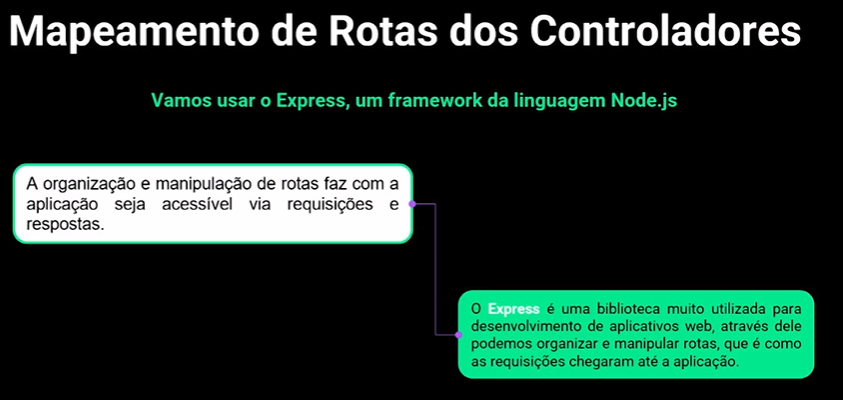 Mapeamento de Rotas dos Controladores
Vamos usar o Express, um framework da linguagem Node.js
A organização e manipulação de rotas faz com a
aplicação seja acessível via requisições e
respostas.
O Express é uma biblioteca muito utilizada para
desenvolvimento de aplicativos web, através dele
podemos organizar e manipular rotas, que é como
as requisições chegaram até a aplicação.